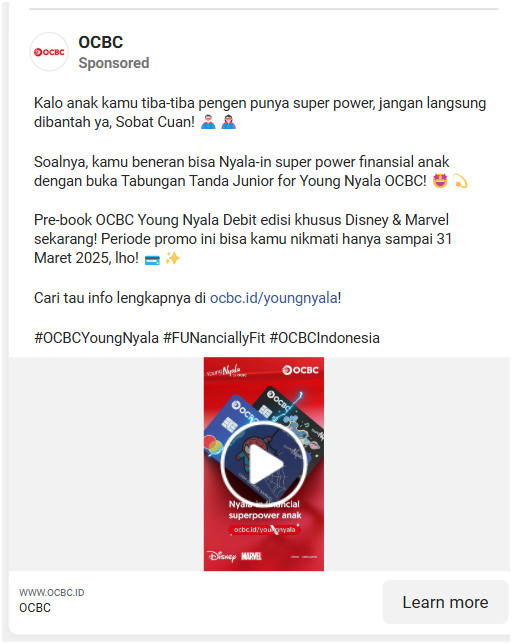 OCBC
OCBC
Sponsored
Kalo anak kamu tiba-tiba pengen punya super power, jangan langsung
dibantah ya, Sobat Cuan! 🦸‍♂️ 🦸‍♀️
Soalnya, kamu beneran bisa Nyala-in super power finansial anak
dengan buka Tabungan Tanda Junior for Young Nyala OCBC! 🤩 💫
Pre-book OCBC Young Nyala Debit edisi khusus Disney & Marvel
sekarang! Periode promo ini bisa kamu nikmati hanya sampai 31
Maret 2025, lho! 💳 ✨
Cari tau info lengkapnya di ocbc.id/youngnyala!
#OCBCYoungNyala #FUNanciallyFit #OCBCIndonesia
Young Nyala
OCBC
OCBC
OCBC
Nyala-in financial
superpower anak
ocbc.id/youngnyala
Disney MARVEL
WWW.OCBC.ID
OCBC
Learn more